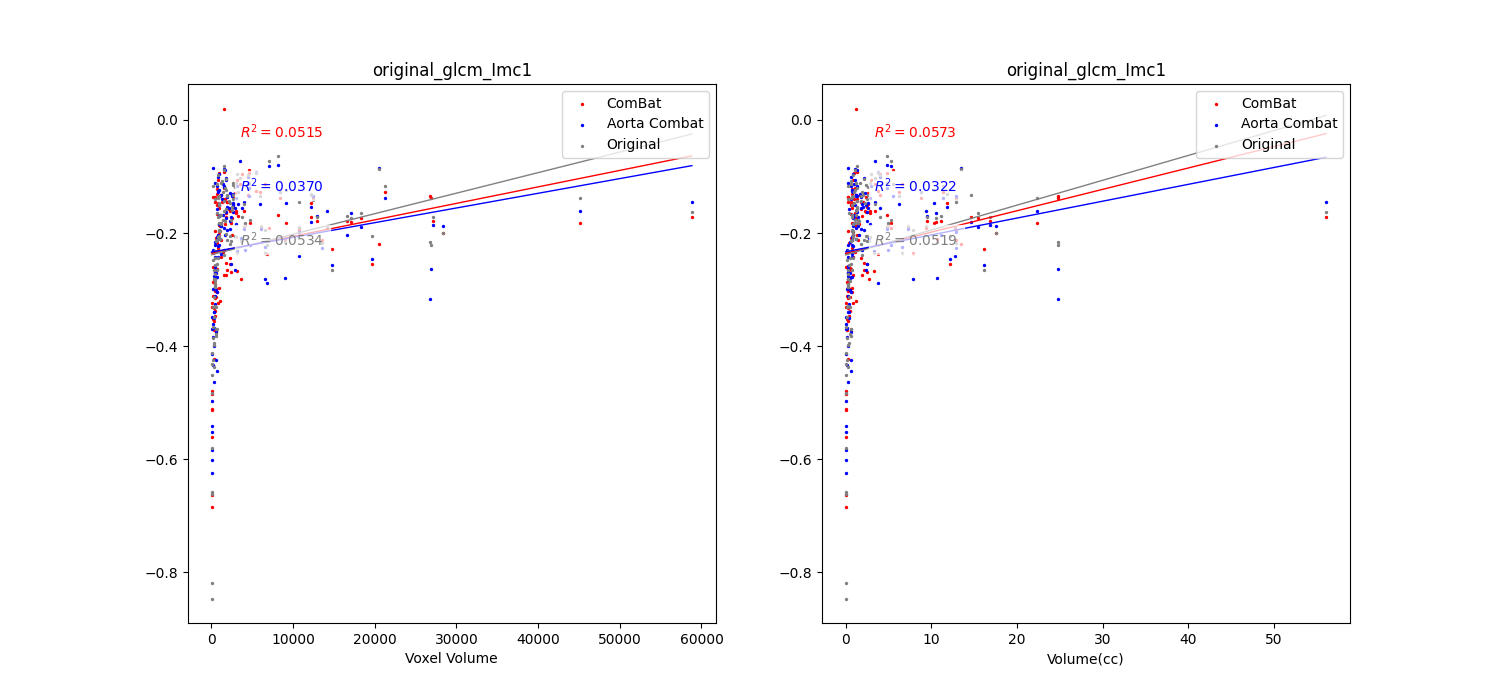 original_glcm_Imc1
ComBat
Aorta Combat
Original
R² = 0.0515
R² = 0.0370
R² = 0.0534
0.0
−0.2
−0.4
−0.6
−0.8
0 10000 20000 30000 40000 50000 60000
Voxel Volume
original_glcm_Imc1
ComBat
Aorta Combat
Original
R² = 0.0573
R² = 0.0322
R² = 0.0519
0.0
−0.2
−0.4
−0.6
−0.8
0 10 20 30 40 50
Volume(cc)